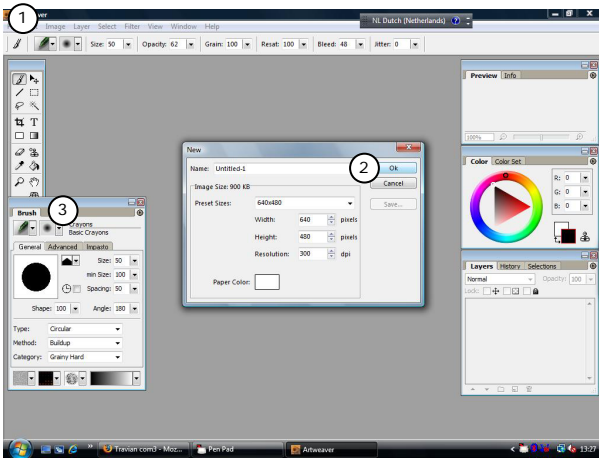 1
ver
NL Dutch (Netherlands)
Image Layer Select Filter View Window Help
Size: 50 Opacity: 62 Grain: 100 Resat: 100 Bleed: 48 Jitter: 0
Preview Info
100%
New
Name: Untitled-1
2
Ok
Image Size: 900 KB
Cancel
Preset Sizes: 640x480
Save...
Width: 640 pixels
Height: 480 pixels
Resolution: 300 dpi
Paper Color:
Color Color Set
R: 0
G: 0
B: 0
3
Brush
Crayons
Basic Crayons
General Advanced Impasto
Size: 50
min Size: 100
Spacing: 50
Shape: 100 Angle: 180
Type: Circular
Method: Buildup
Category: Grainy Hard
Layers History Selections
Normal Opacity: 100
Lock:
Travian com3 - Moz... Pen Pad Artweaver 13:27